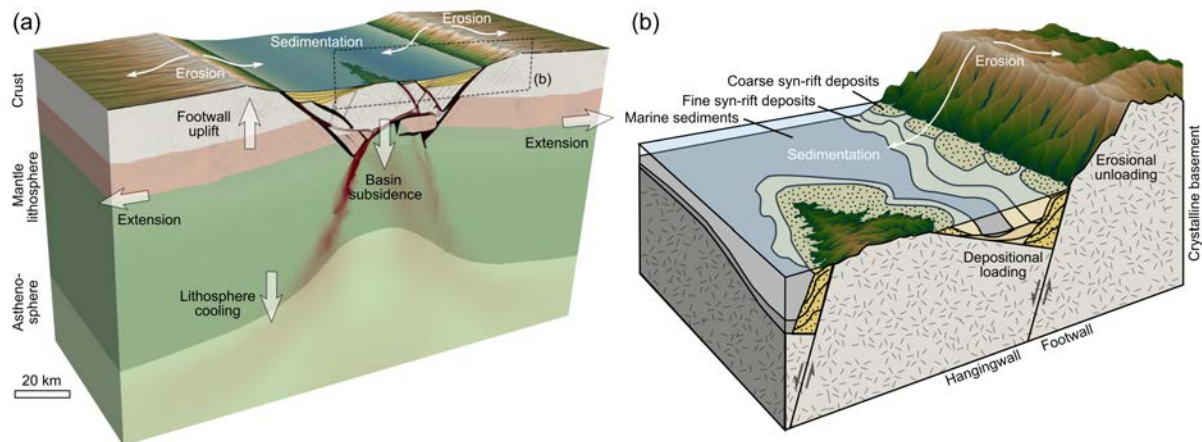 (a)
Erosion
Sedimentation
Erosion
(b)
Crust
Footwall
uplift
Extension
Mantle
lithosphere
Basin
subsidence
Extension
Lithosphere
cooling
Astheno-
sphere
20 km
(b)
Erosion
Coarse syn-rift deposits
Fine syn-rift deposits
Marine sediments
Sedimentation
Erosional
unloading
Crystalline basement
Depositional
loading
Hangingwall
Footwall